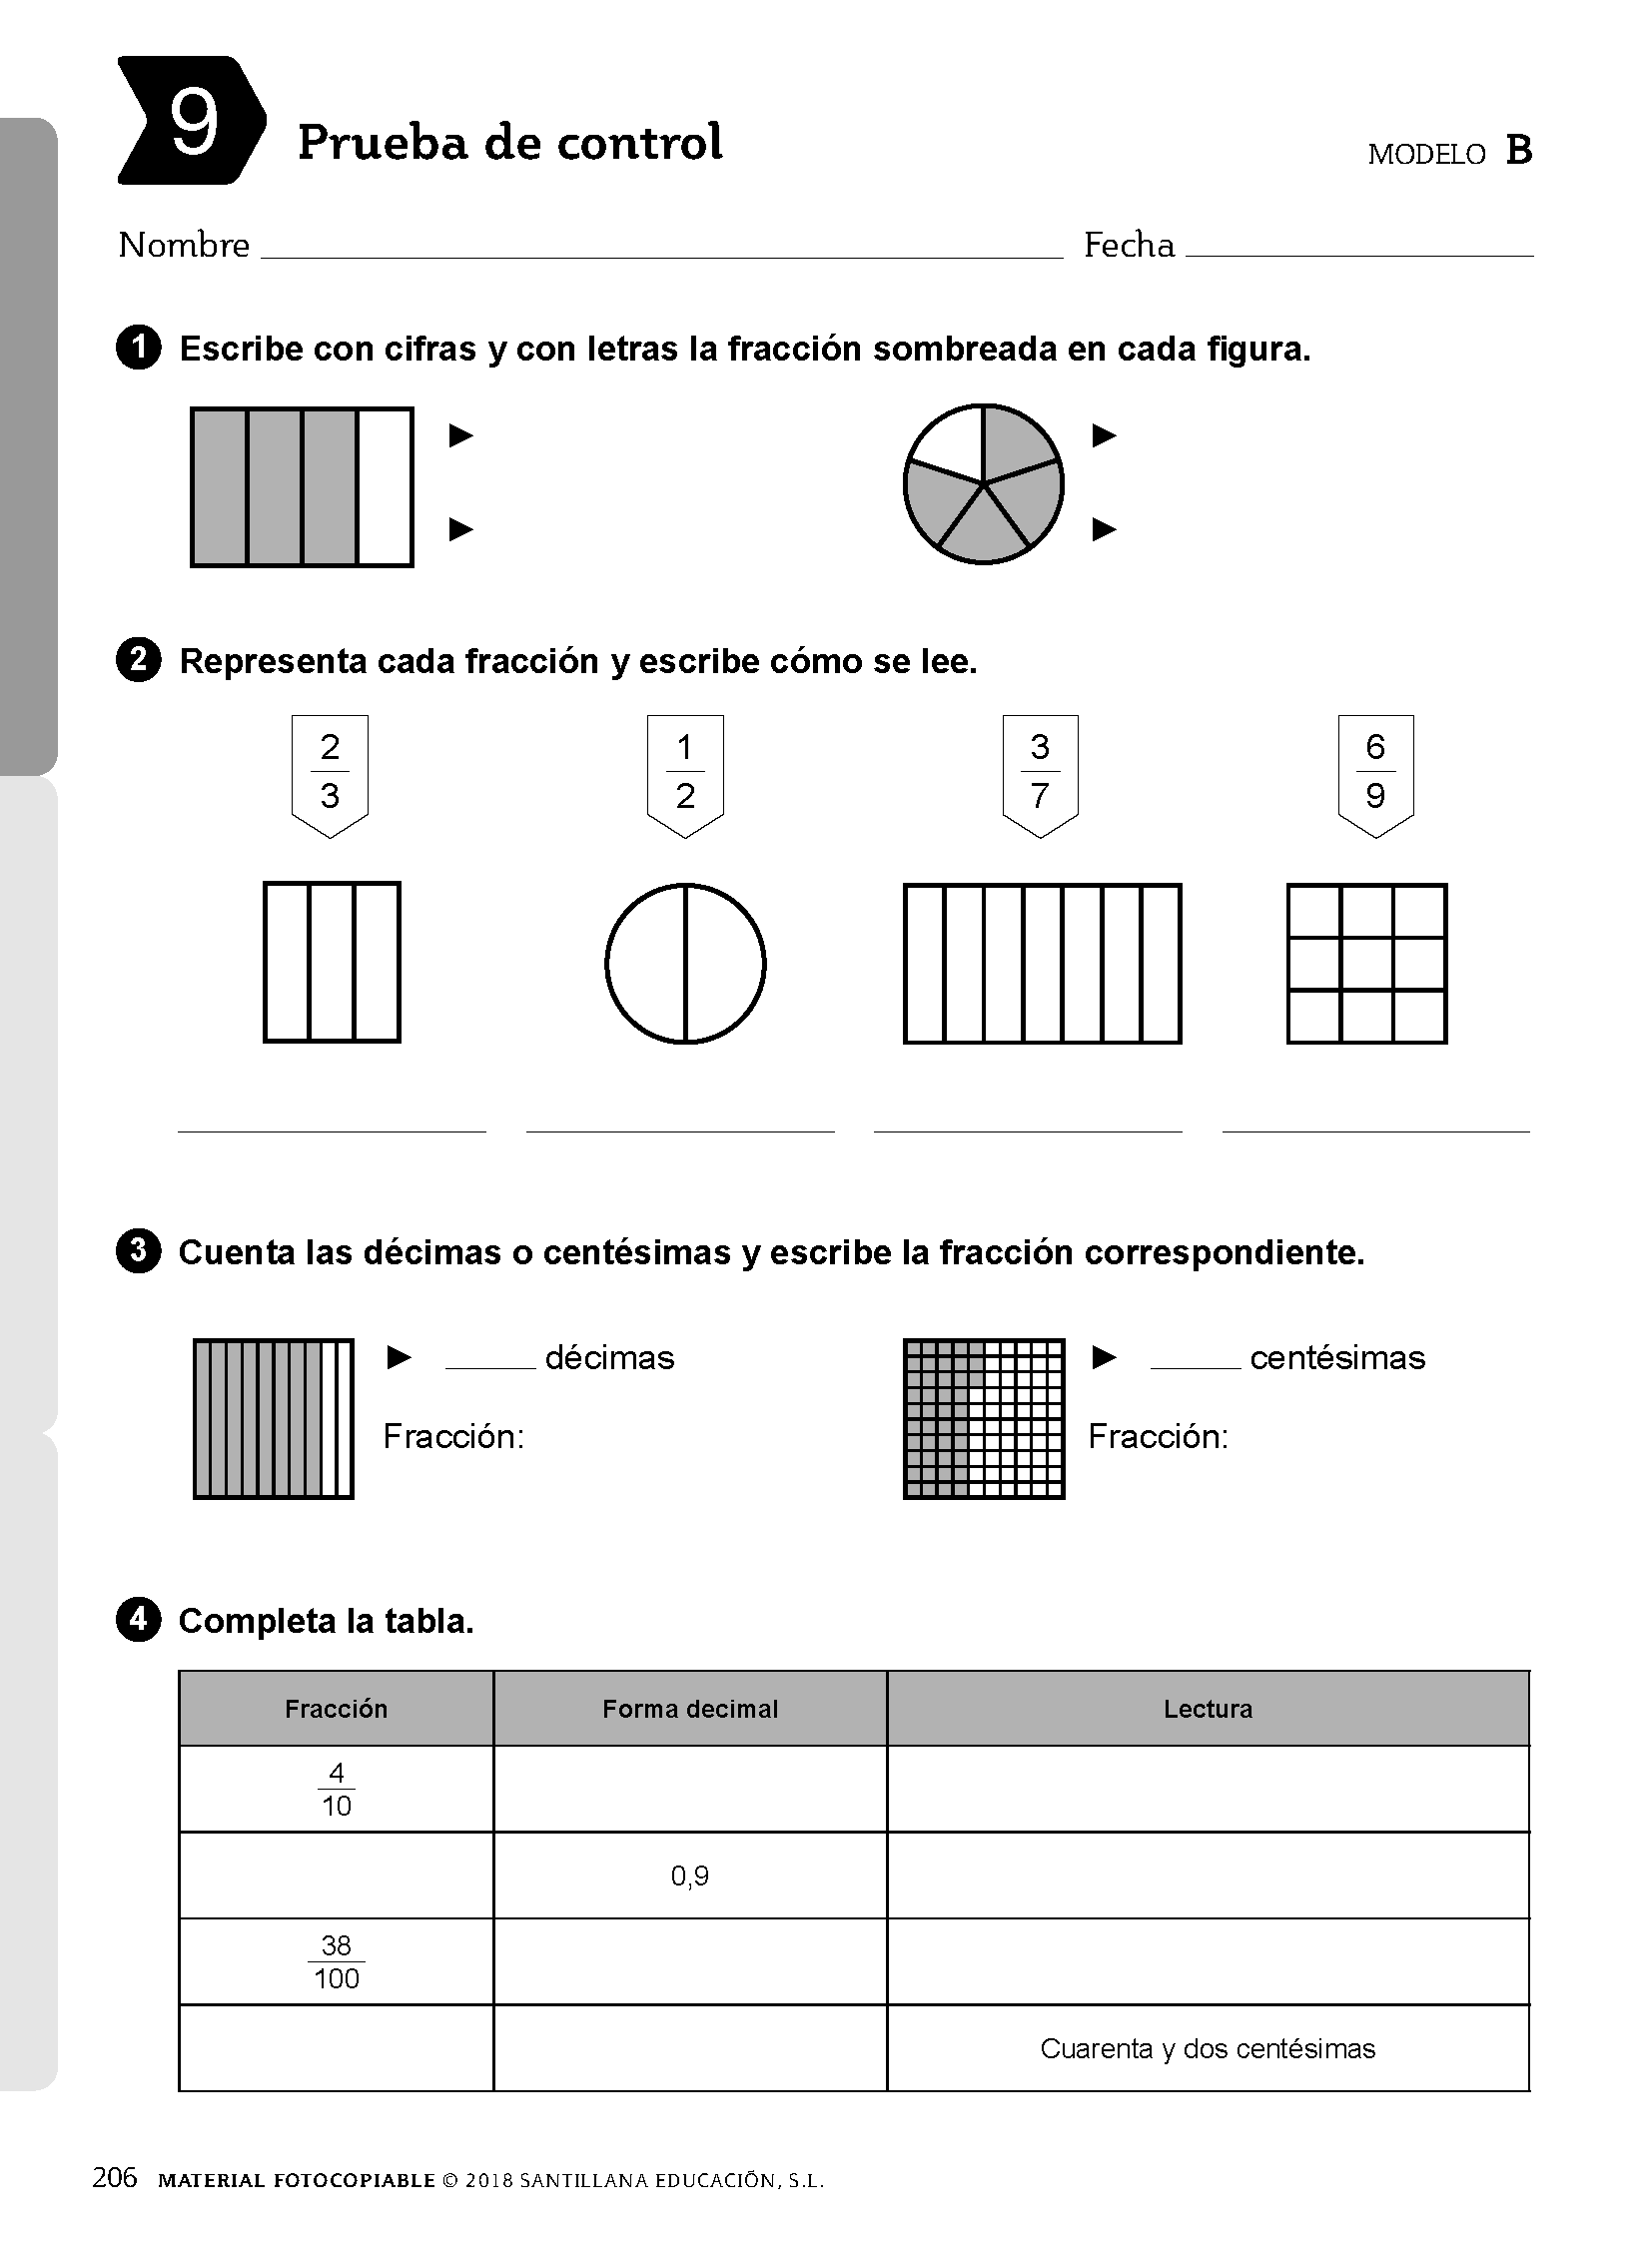 9
Prueba de control
MODELO B
Nombre Fecha
1 Escribe con cifras y con letras la fracción sombreada en cada figura.
2 Representa cada fracción y escribe cómo se lee.
2 1 3 6
3 2 7 9
3 Cuenta las décimas o centésimas y escribe la fracción correspondiente.
décimas centésimas
Fracción: Fracción:
4 Completa la tabla.
Fracción Forma decimal Lectura
4
10
0,9
38
100
Cuarenta y dos centésimas
206 MATERIAL FOTOCOPIABLE © 2018 SANTILLANA EDUCACIÓN, S.L.